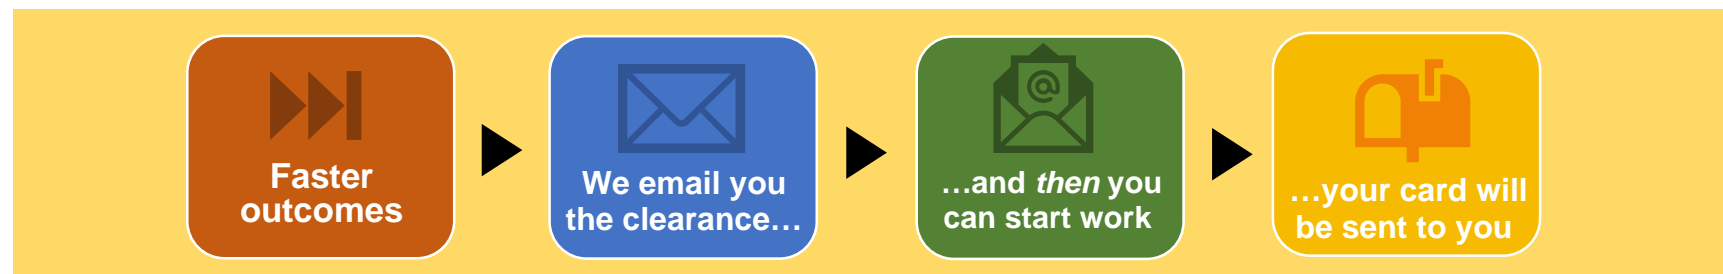 Faster
outcomes
We email you
the clearance…
…and then you
can start work
…your card will
be sent to you